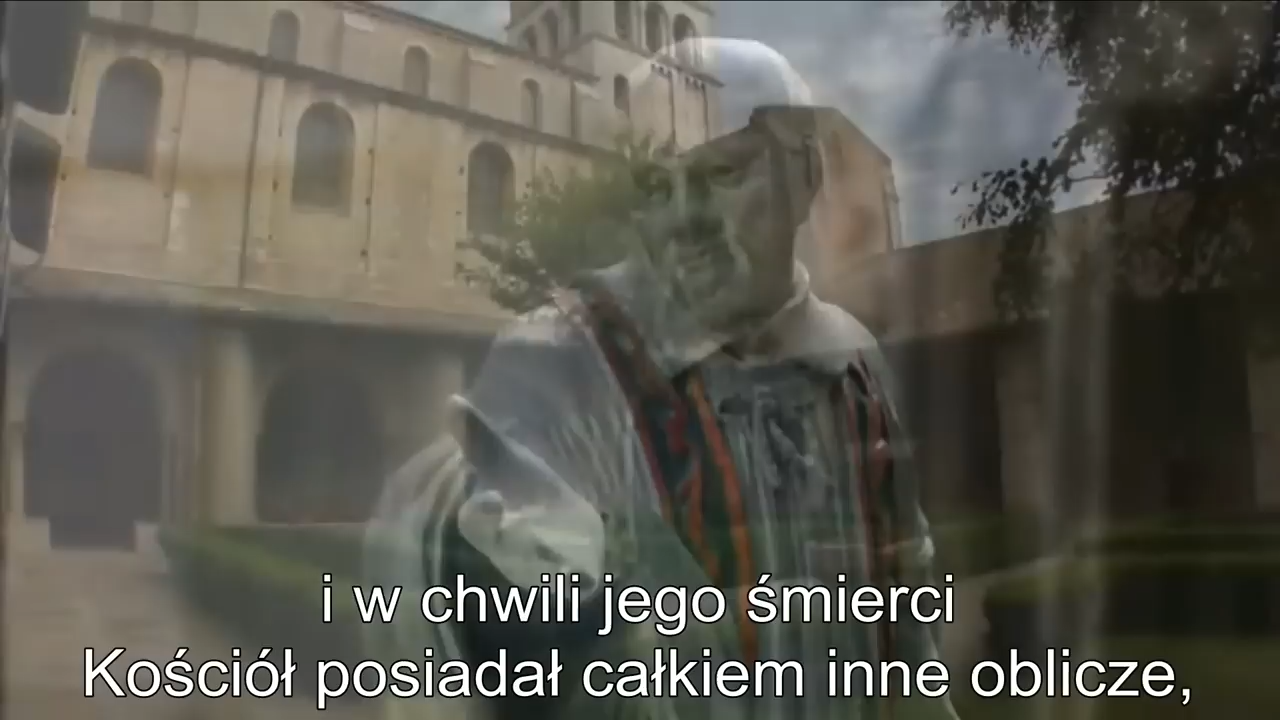 i w chwili jego śmierci
Kościół posiadał całkiem inne oblicze,